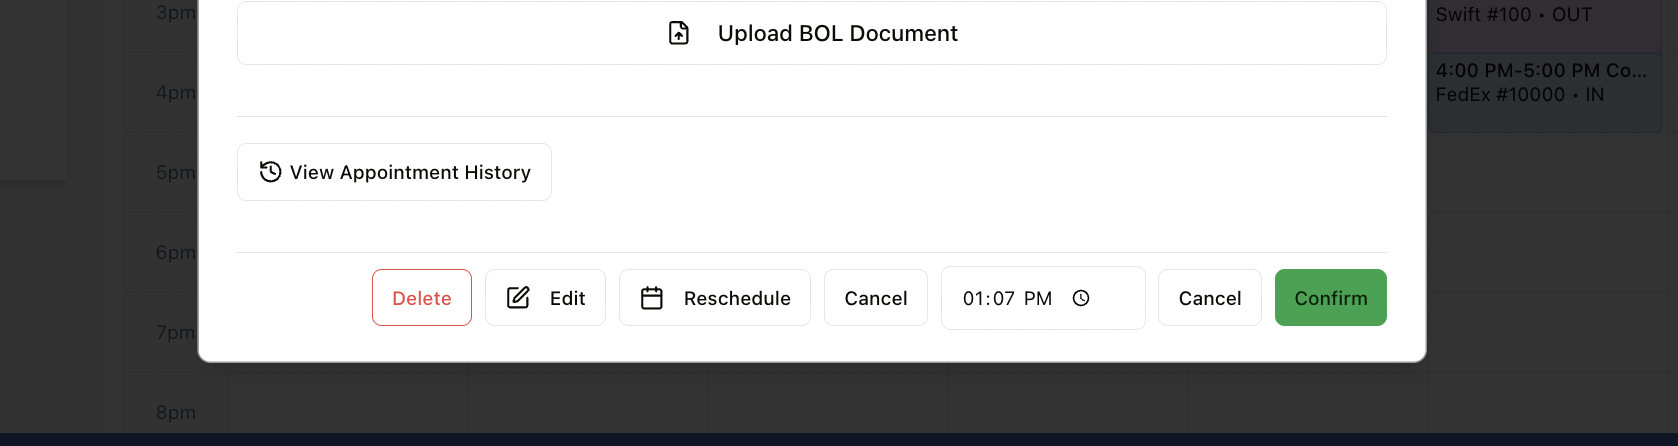 3pm
Swift #100 • OUT
Upload BOL Document
4:00 PM-5:00 PM Co...
4pm
FedEx #10000 • IN
5pm
View Appointment History
6pm
Delete
Edit
Reschedule
Cancel
01:07 PM
Cancel
Confirm
7pm
8pm